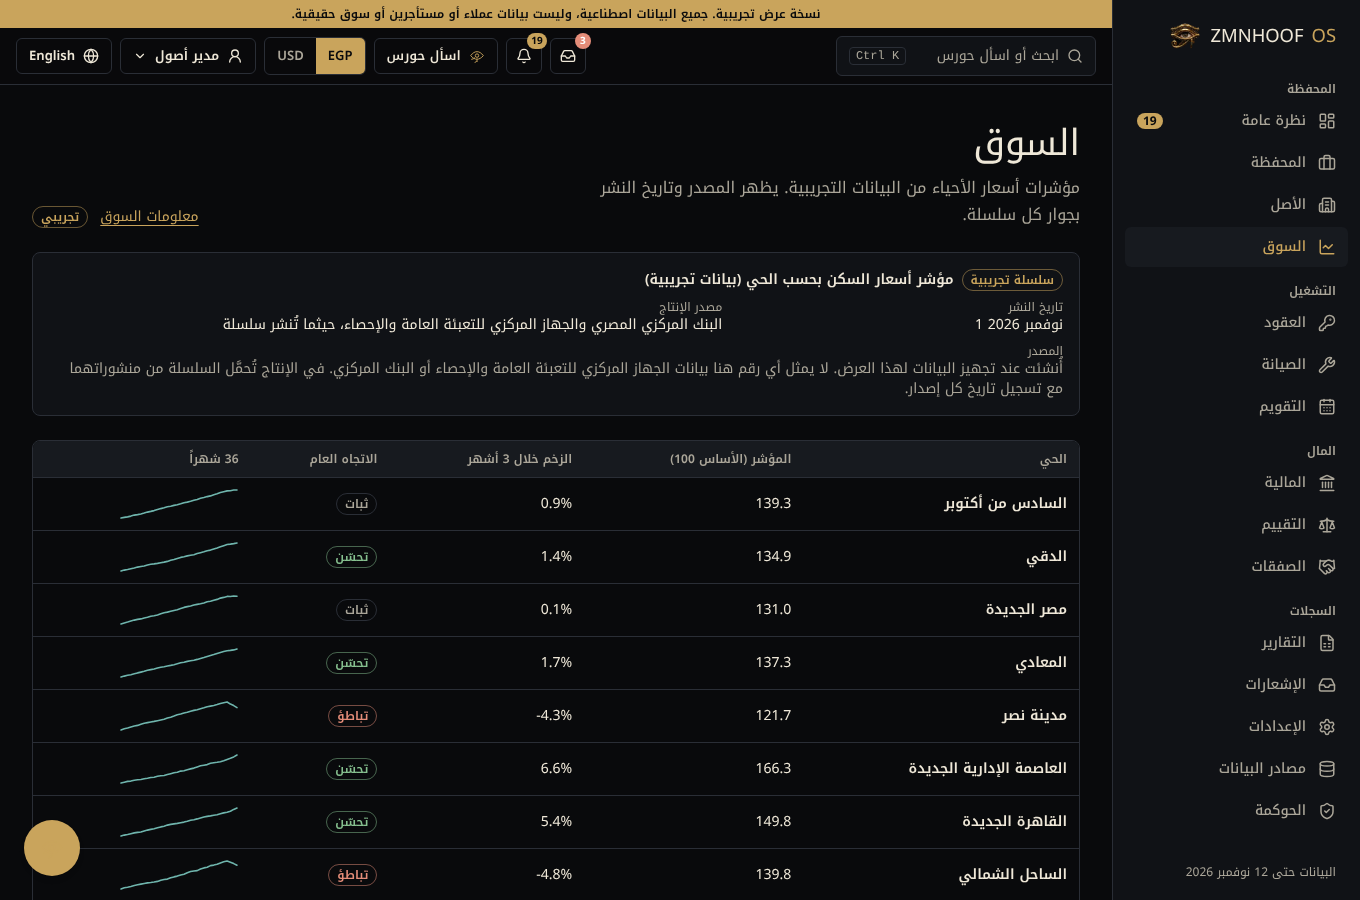 نسخة عرض تجريبية. جميع البيانات اصطناعية، وليست بيانات عملاء أو مستأجرين أو سوق حقيقية.
ZMNHOOF OS
المحفظة
نظرة عامة 19
المحفظة
الأصل
السوق
التشغيل
العقود
الصيانة
التقويم
المال
المالية
التقييم
الصفقات
السجلات
التقارير
الإشعارات
الإعدادات
مصادر البيانات
الحوكمة
البيانات حتى 12 نوفمبر 2026
ابحث أو اسأل حورس Ctrl K
3
19
اسأل حورس
EGP USD
مدير أصول
English
السوق
مؤشرات أسعار الأحياء من البيانات التجريبية. يظهر المصدر وتاريخ النشر
بجوار كل سلسلة.
معلومات السوق تجريبي
سلسلة تجريبية مؤشر أسعار السكن بحسب الحي (بيانات تجريبية)
تاريخ النشر
1 نوفمبر 2026
مصدر الإنتاج
البنك المركزي المصري والجهاز المركزي للتعبئة العامة والإحصاء، حيثما تُنشر سلسلة
المصدر
أُنشئت عند تجهيز البيانات لهذا العرض. لا يمثل أي رقم هنا بيانات الجهاز المركزي للتعبئة العامة والإحصاء أو البنك المركزي. في الإنتاج تُحمَّل السلسلة من منشوراتهما
مع تسجيل تاريخ كل إصدار.
الحي المؤشر (الأساس 100) الزخم خلال 3 أشهر الاتجاه العام 36 شهراً
السادس من أكتوبر 139.3 0.9% ثبات
الدقي 134.9 1.4% تحسّن
مصر الجديدة 131.0 0.1% ثبات
المعادي 137.3 1.7% تحسّن
مدينة نصر 121.7 -4.3% تباطؤ
العاصمة الإدارية الجديدة 166.3 6.6% تحسّن
القاهرة الجديدة 149.8 5.4% تحسّن
الساحل الشمالي 139.8 -4.8% تباطؤ